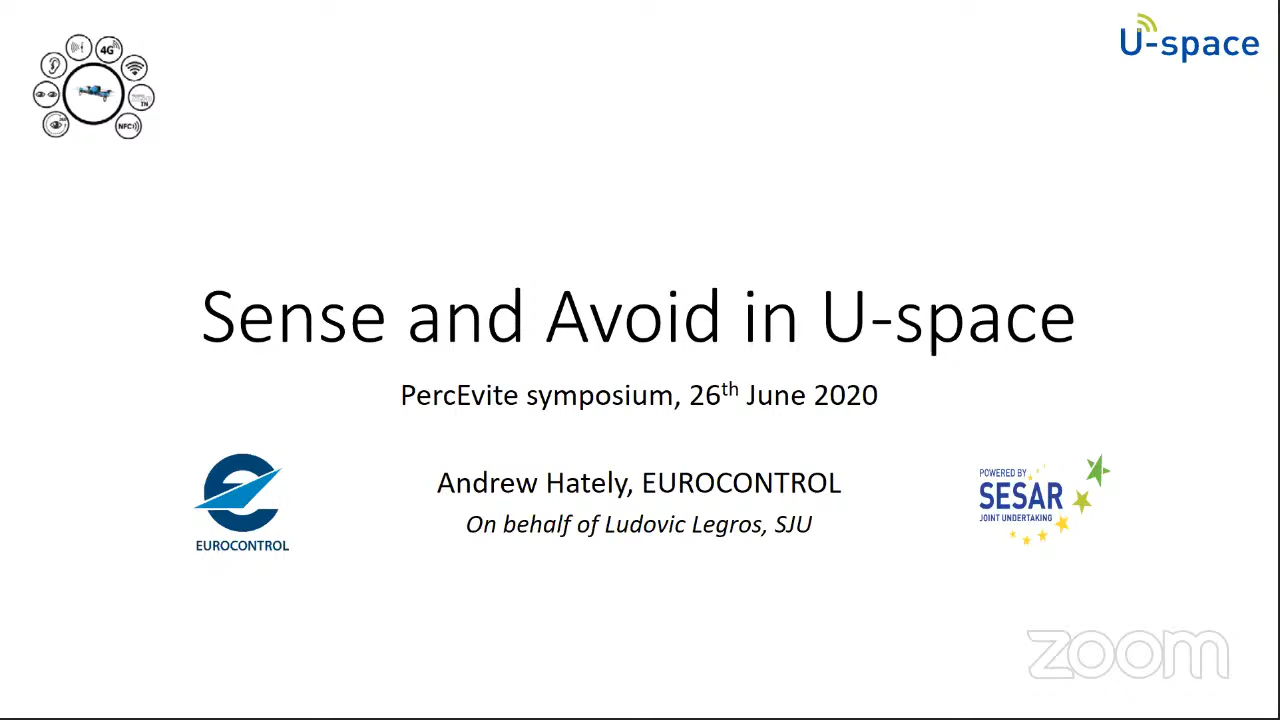 4G
U-space
NFC
TN
Sense and Avoid in U-space
PercEvite symposium, 26th June 2020
Andrew Hately, EUROCONTROL
On behalf of Ludovic Legros, SJU
EUROCONTROL
POWERED BY
SESAR
JOINT UNDERTAKING
zoom